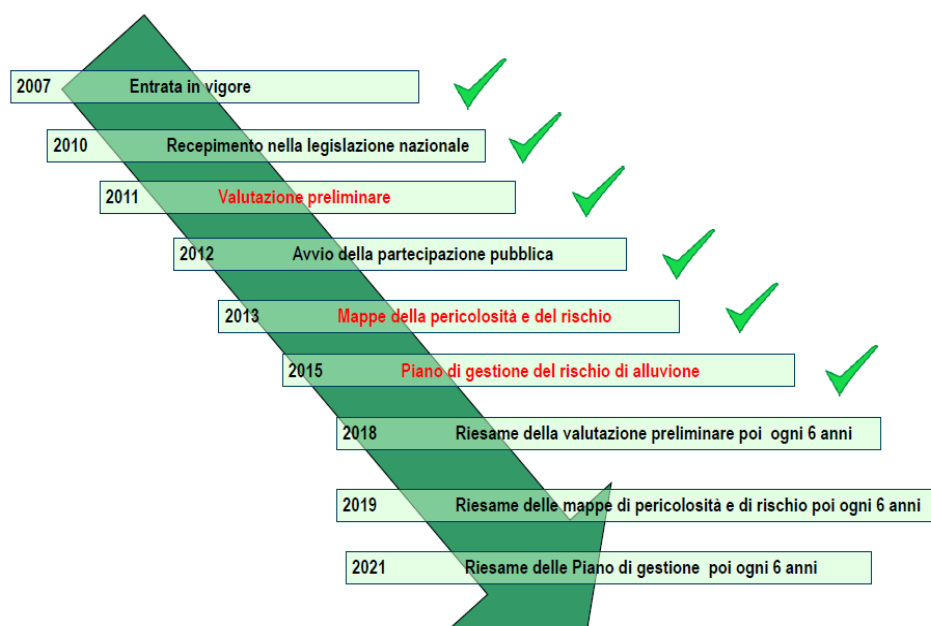 2007 Entrata in vigore
2010 Recepimento nella legislazione nazionale
2011 Valutazione preliminare
2012 Avvio della partecipazione pubblica
2013 Mappe della pericolosità e del rischio
2015 Piano di gestione del rischio di alluvione
2018 Riesame della valutazione preliminare poi ogni 6 anni
2019 Riesame delle mappe di pericolosità e di rischio poi ogni 6 anni
2021 Riesame delle Piano di gestione poi ogni 6 anni